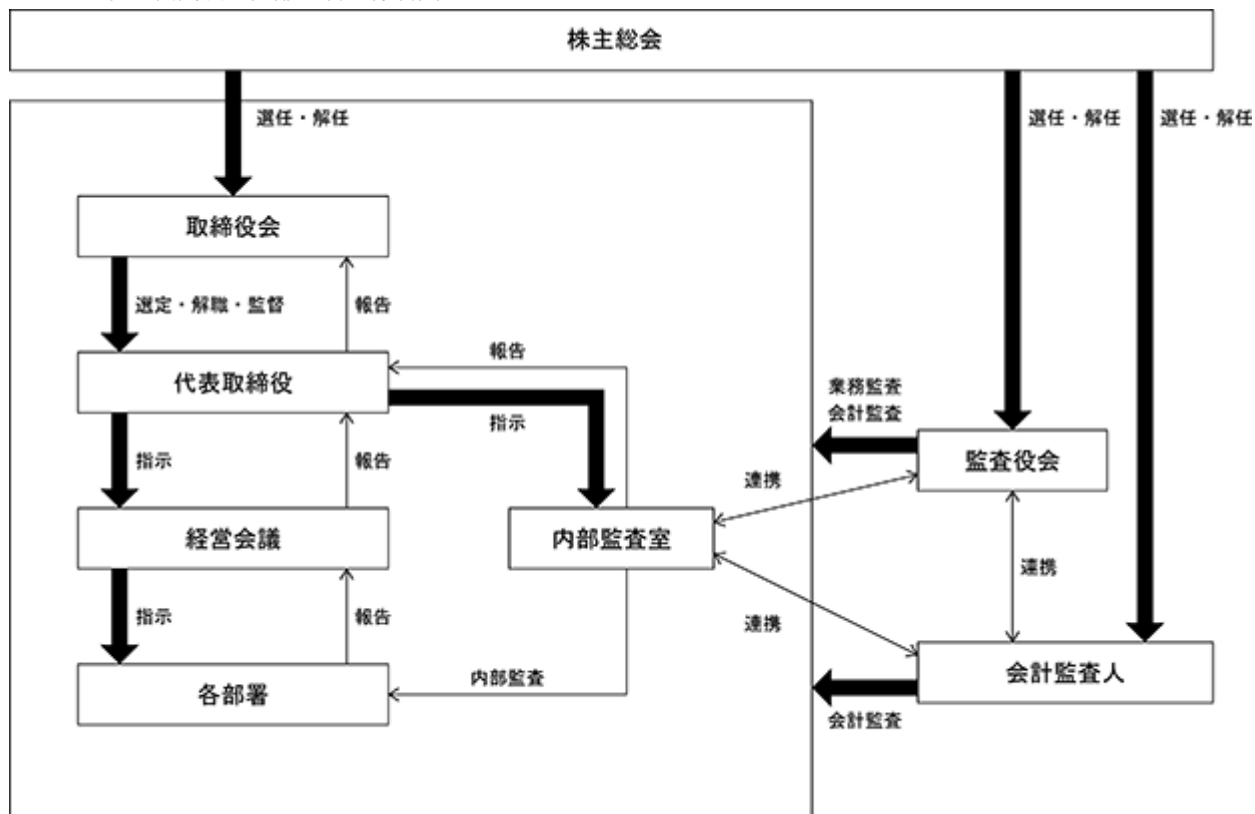 株主総会
選任・解任
選任・解任
選任・解任
取締役会
選定・解職・監督
報告
代表取締役
報告
指示
業務監査
会計監査
監査役会
指示
報告
連携
経営会議
内部監査室
連携
指示
報告
連携
内部監査
各部署
会計監査人
会計監査